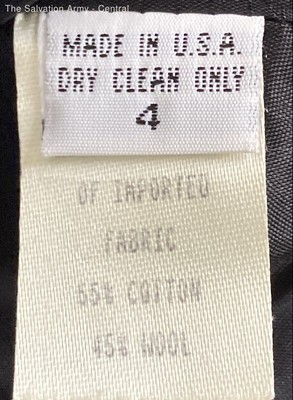 The Salvation Army - Central
MADE IN U.S.A.
DRY CLEAN ONLY
4
OF IMPORTED
FABRIC
55% COTTON
45% WOOL